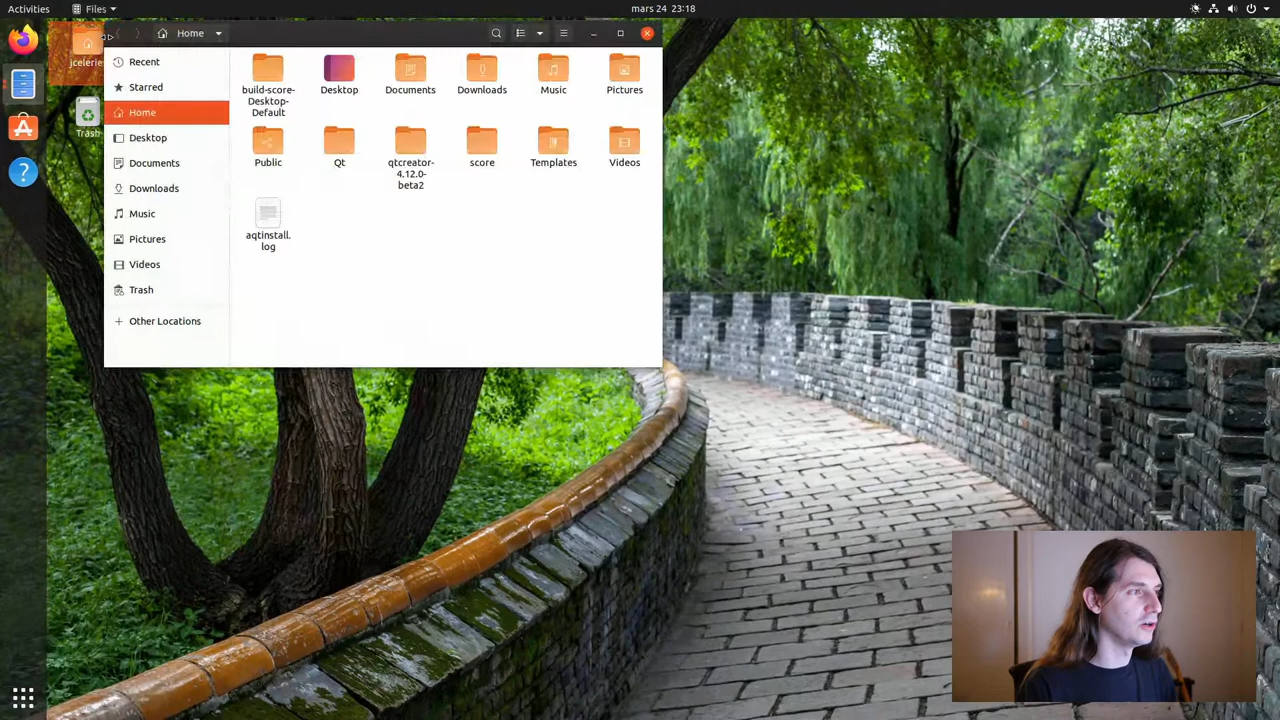 Activities
Files
mars 24 23:18
jcelerie
Trash
Home
Recent
Starred
Home
Desktop
Documents
Downloads
Music
Pictures
Videos
Trash
Other Locations
build-score-
Desktop-
Default
Desktop
Documents
Downloads
Music
Pictures
Public
Qt
qtcreator-
4.12.0-
beta2
score
Templates
Videos
aqtinstall.
log